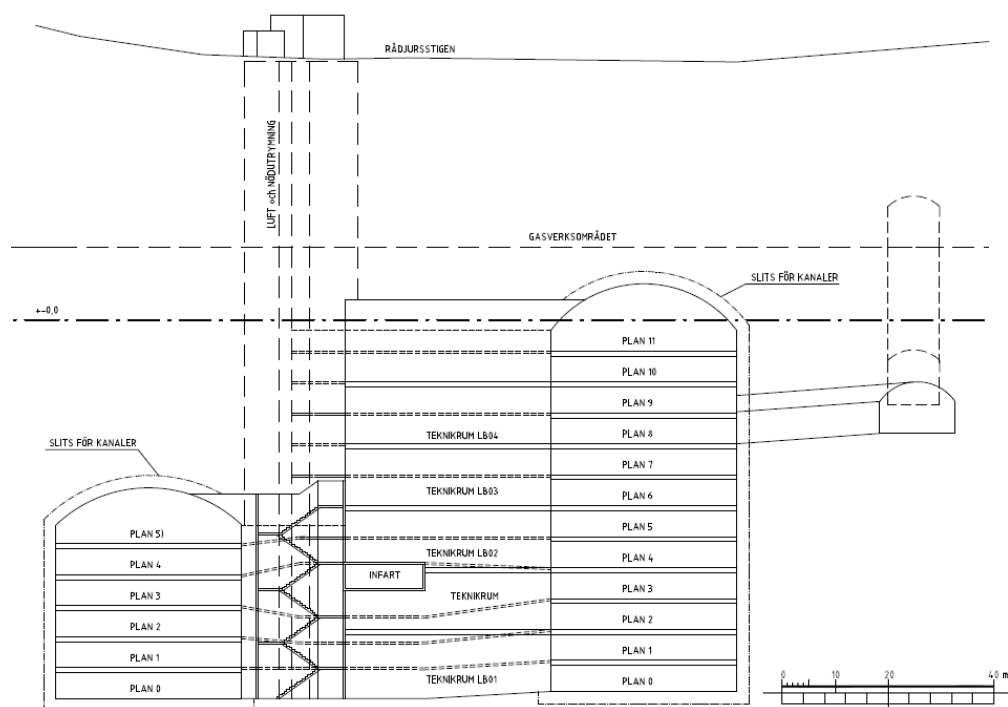 RÅDJURSSTIGEN
LUFT och NÖDUTRYMNING
GASVERKSOMRÅDET
SLITS FÖR KANALER
+-0,0
PLAN 11
PLAN 10
PLAN 9
TEKNIKRUM LB04
PLAN 8
SLITS FÖR KANALER
PLAN 7
TEKNIKRUM LB03
PLAN 6
PLAN 5)
PLAN 5
TEKNIKRUM LB02
PLAN 4
PLAN 4
INFART
PLAN 3
PLAN 3
TEKNIKRUM
PLAN 2
PLAN 2
PLAN 1
PLAN 1
TEKNIKRUM LB01
PLAN 0
PLAN 0
0 10 20 40 m